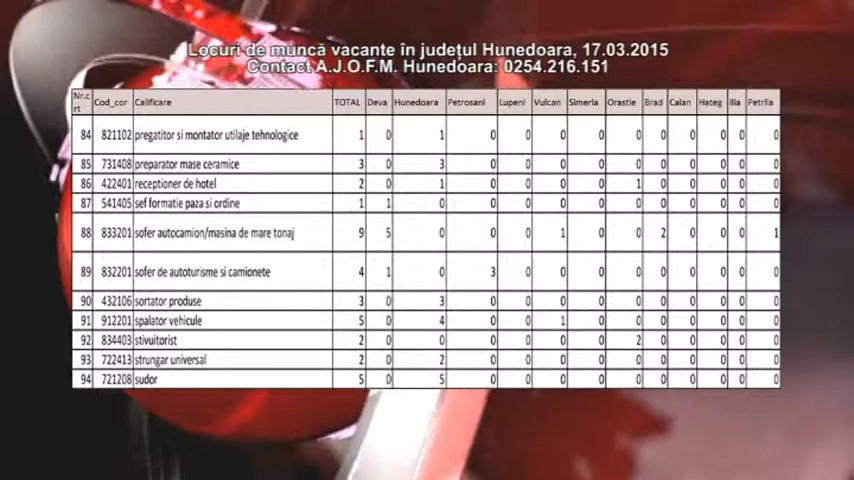 Locuri de muncă vacante în județul Hunedoara, 17.03.2015
Contact A.J.O.F.M. Hunedoara: 0254.216.151
Nr.crt Cod_cor Calificare TOTAL Deva Hunedoara Petrosani Lupeni Vulcan Simeria Orastie Brad Calan Hateg Ilia Petrila
84 821102 pregatitor si montator utilaje tehnologice 1 0 1 0 0 0 0 0 0 0 0 0 0
85 731408 preparator mase ceramice 3 0 3 0 0 0 0 0 0 0 0 0 0
86 422401 receptioner de hotel 2 0 1 0 0 0 0 1 0 0 0 0 0
87 541405 sef formatie paza si ordine 1 1 0 0 0 0 0 0 0 0 0 0 0
88 833201 sofer autocamion/masina de mare tonaj 9 5 0 0 0 1 0 0 2 0 0 0 1
89 832201 sofer de autoturisme si camionete 4 1 0 3 0 0 0 0 0 0 0 0 0
90 432106 sortator produse 3 0 3 0 0 0 0 0 0 0 0 0 0
91 912201 spalator vehicule 5 0 4 0 0 1 0 0 0 0 0 0 0
92 834403 stivuitorist 2 0 0 0 0 0 0 2 0 0 0 0 0
93 722413 strungar universal 2 0 2 0 0 0 0 0 0 0 0 0 0
94 721208 sudor 5 0 5 0 0 0 0 0 0 0 0 0 0